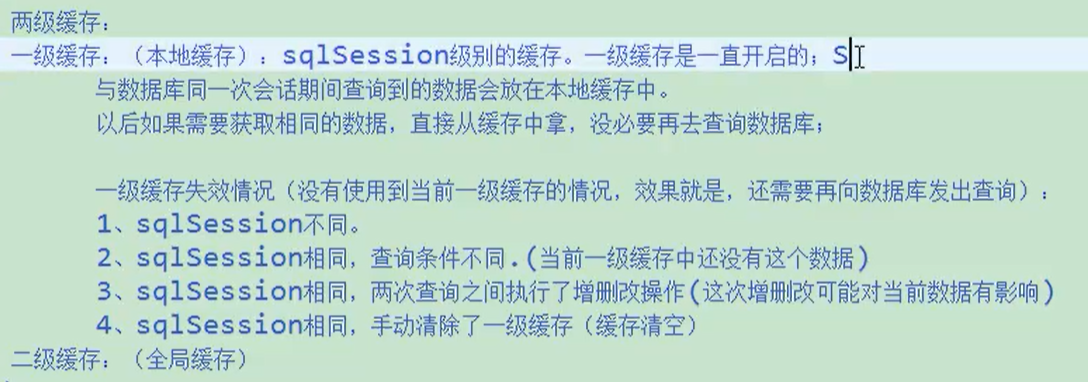 两级缓存：
一级缓存：（本地缓存）：sqlSession级别的缓存。一级缓存是一直开启的；S
与数据库同一次会话期间查询到的数据会放在本地缓存中。
以后如果需要获取相同的数据，直接从缓存中拿，没必要再去查询数据库；
一级缓存失效情况（没有使用到当前一级缓存的情况，效果就是，还需要再向数据库发出查询）：
1、sqlSession不同。
2、sqlSession相同，查询条件不同.(当前一级缓存中还没有这个数据)
3、sqlSession相同，两次查询之间执行了增删改操作(这次增删改可能对当前数据有影响)
4、sqlSession相同，手动清除了一级缓存（缓存清空）
二级缓存：（全局缓存）